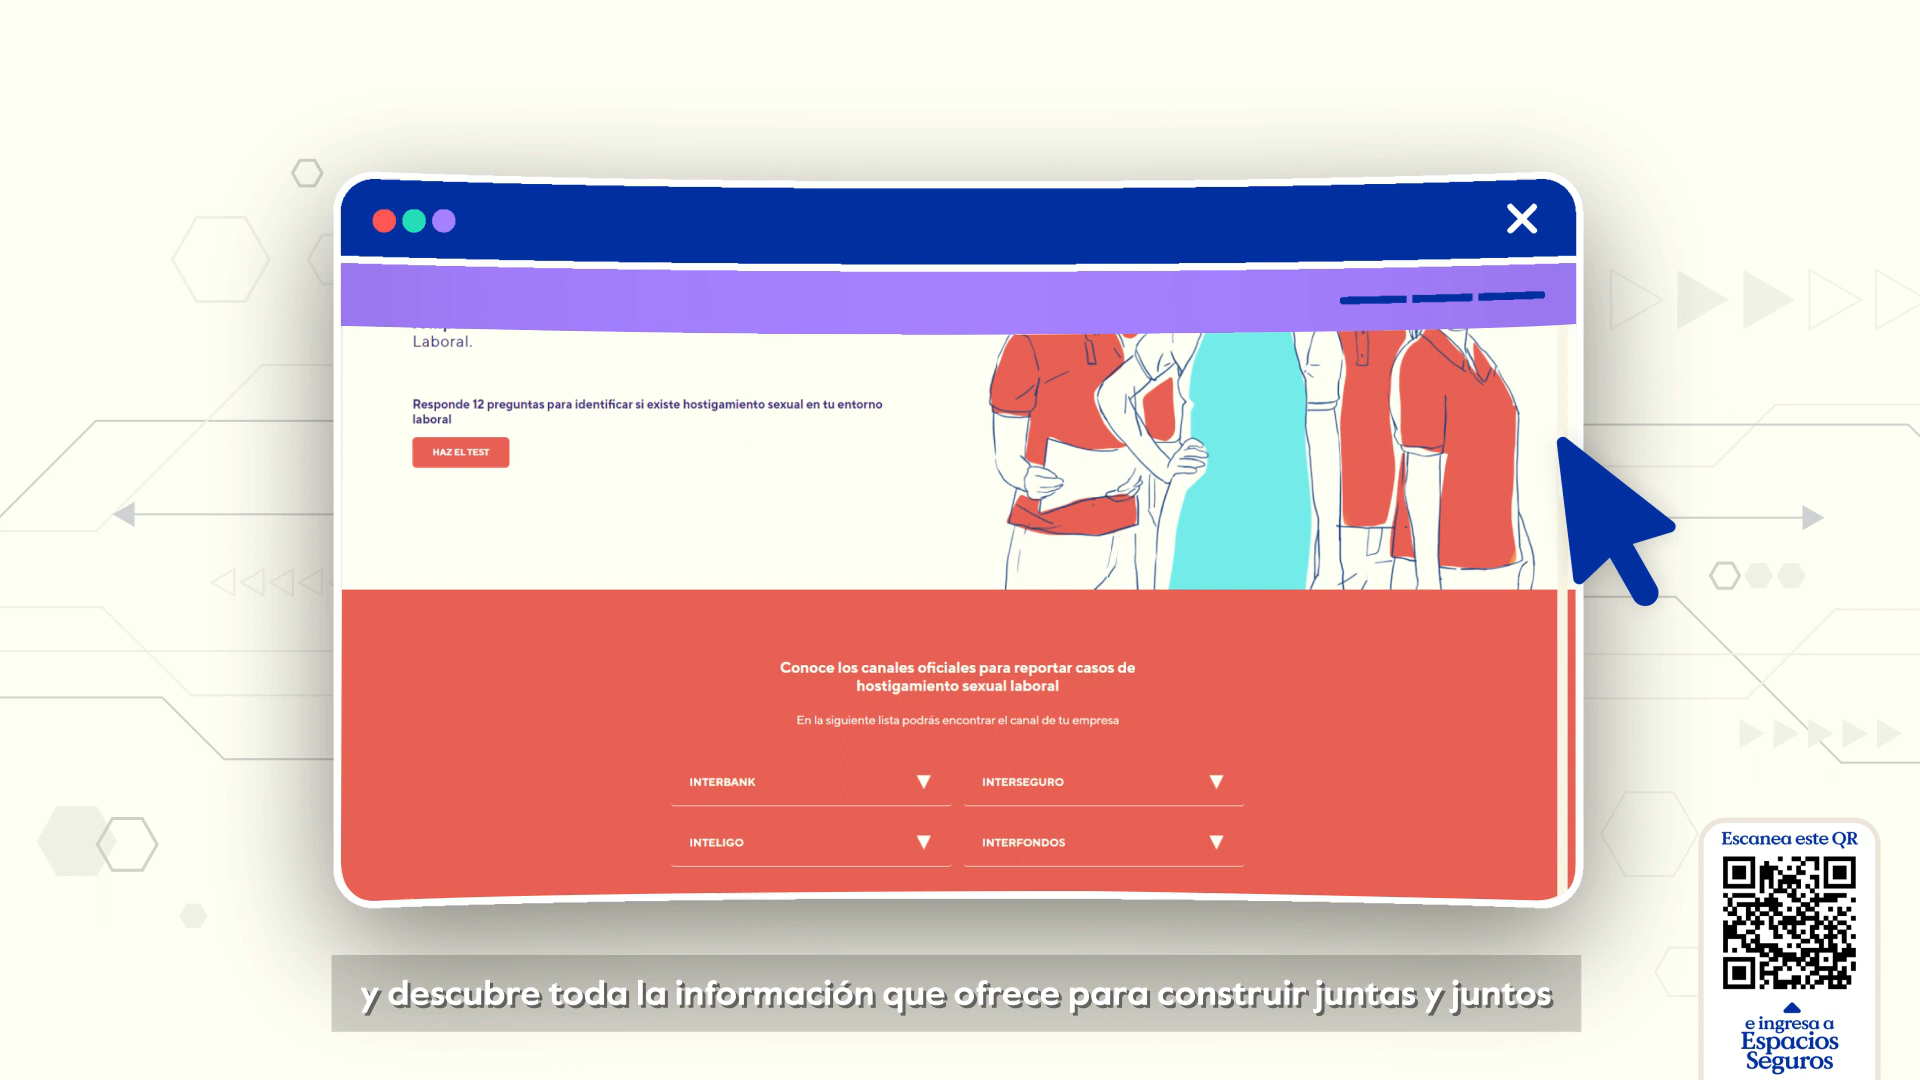 Laboral.
Responde 12 preguntas para identificar si existe hostigamiento sexual en tu entorno
laboral
HAZ EL TEST
Conoce los canales oficiales para reportar casos de
hostigamiento sexual laboral
En la siguiente lista podrás encontrar el canal de tu empresa
INTERBANK
INTERSEGURO
INTELIGO
INTERFONDOS
y descubre toda la información que ofrece para construir juntas y juntos
Escanea este QR
e ingresa a
Espacios
Seguros